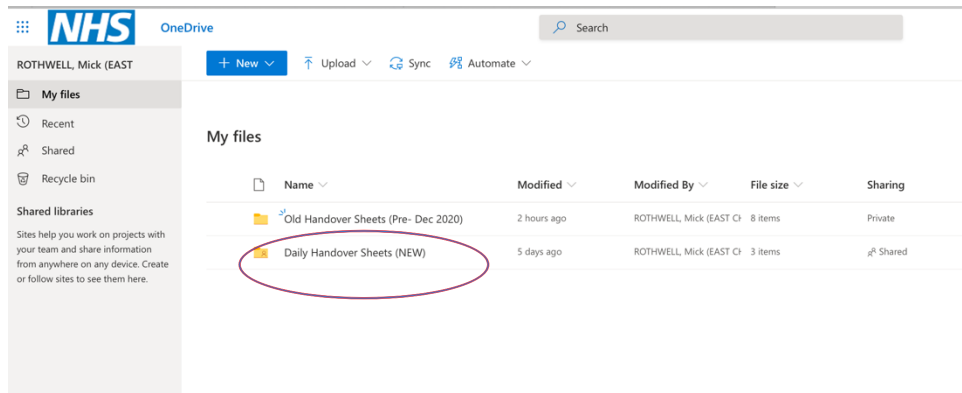 NHS OneDrive
Search
ROTHWELL, Mick (EAST
+ New
Upload
Sync
Automate
My files
Recent
Shared
Recycle bin
Shared libraries
Sites help you work on projects with
your team and share information
from anywhere on any device. Create
or follow sites to see them here.
My files
Name Modified Modified By File size Sharing
Old Handover Sheets (Pre- Dec 2020) 2 hours ago ROTHWELL, Mick (EAST CH 8 items Private
Daily Handover Sheets (NEW) 5 days ago ROTHWELL, Mick (EAST CH 3 items Shared